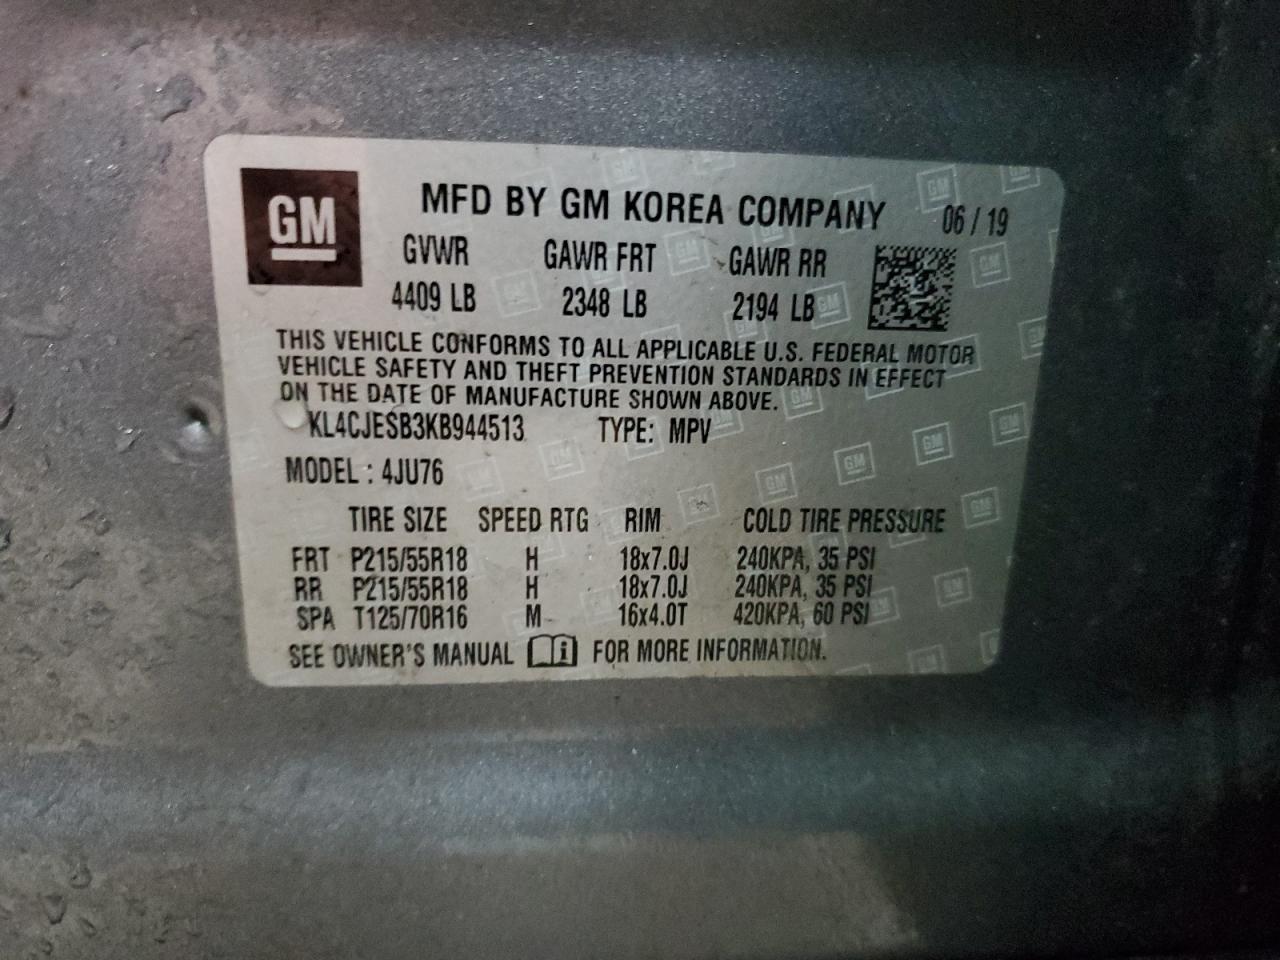 GM
MFD BY GM KOREA COMPANY 06 / 19
GVWR GAWR FRT GAWR RR
4409 LB 2348 LB 2194 LB
THIS VEHICLE CONFORMS TO ALL APPLICABLE U.S. FEDERAL MOTOR
VEHICLE SAFETY AND THEFT PREVENTION STANDARDS IN EFFECT
ON THE DATE OF MANUFACTURE SHOWN ABOVE.
KL4CJESB3KB944513 TYPE: MPV
MODEL : 4JU76
TIRE SIZE SPEED RTG RIM COLD TIRE PRESSURE
FRT P215/55R18 H 18x7.0J 240KPA, 35 PSI
RR P215/55R18 H 18x7.0J 240KPA, 35 PSI
SPA T125/70R16 M 16x4.0T 420KPA, 60 PSI
SEE OWNER'S MANUAL i FOR MORE INFORMATION.